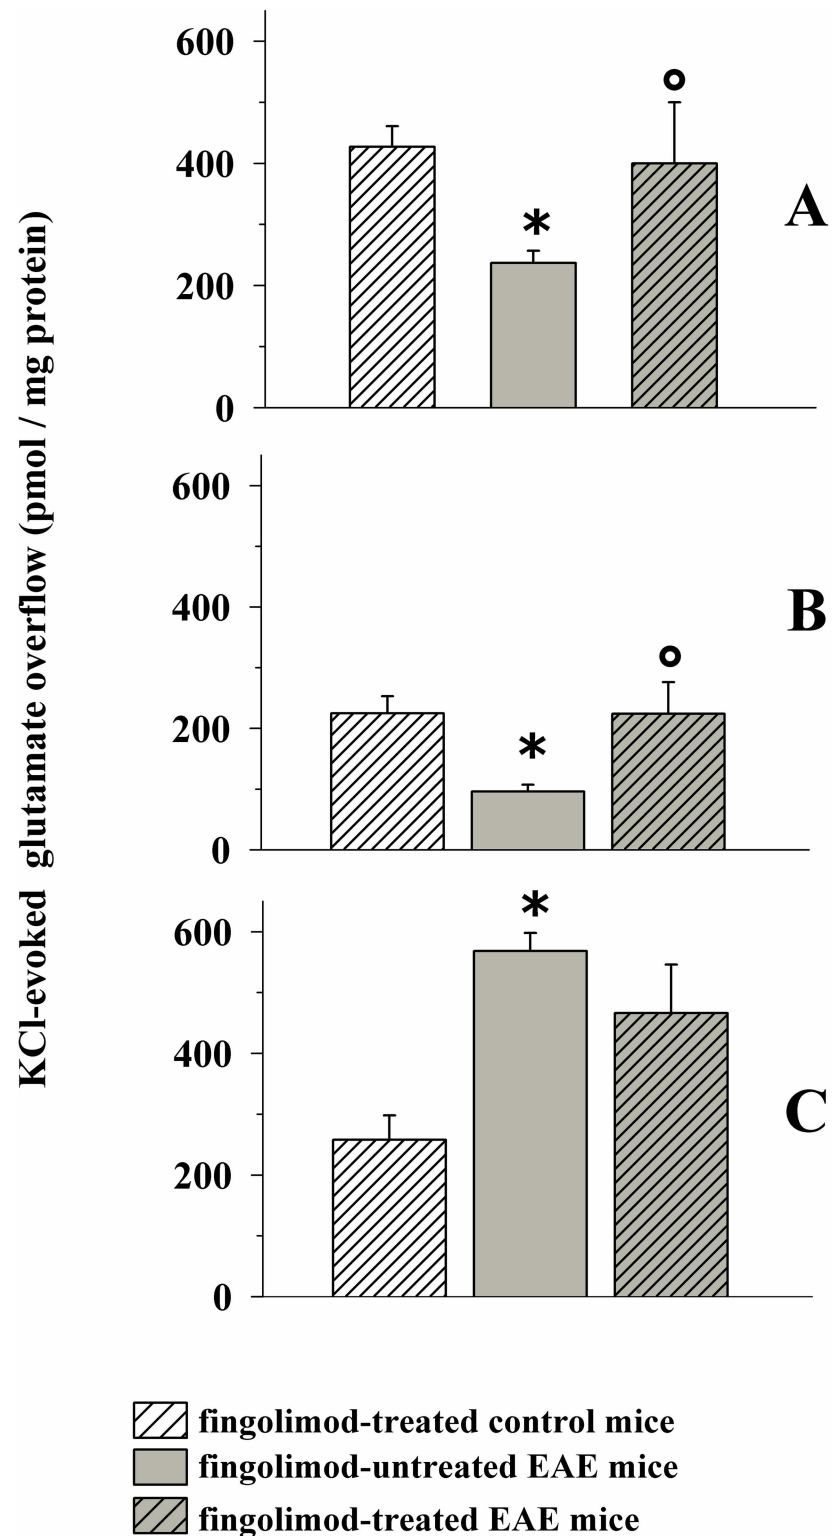 KCl-evoked glutamate overflow (pmol / mg protein)
600
400
200
0
*
°
A
600
400
200
0
*
°
B
600
400
200
0
*
C
fingolimod-treated control mice
fingolimod-untreated EAE mice
fingolimod-treated EAE mice